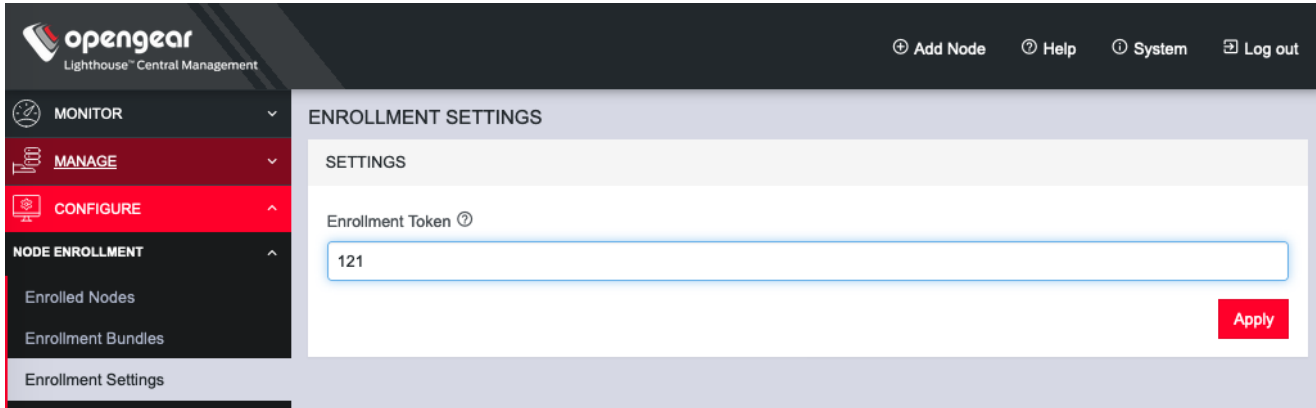 opengear
Lighthouse™ Central Management
Add Node
Help
System
Log out
MONITOR
MANAGE
CONFIGURE
NODE ENROLLMENT
Enrolled Nodes
Enrollment Bundles
Enrollment Settings
ENROLLMENT SETTINGS
SETTINGS
Enrollment Token
121
Apply